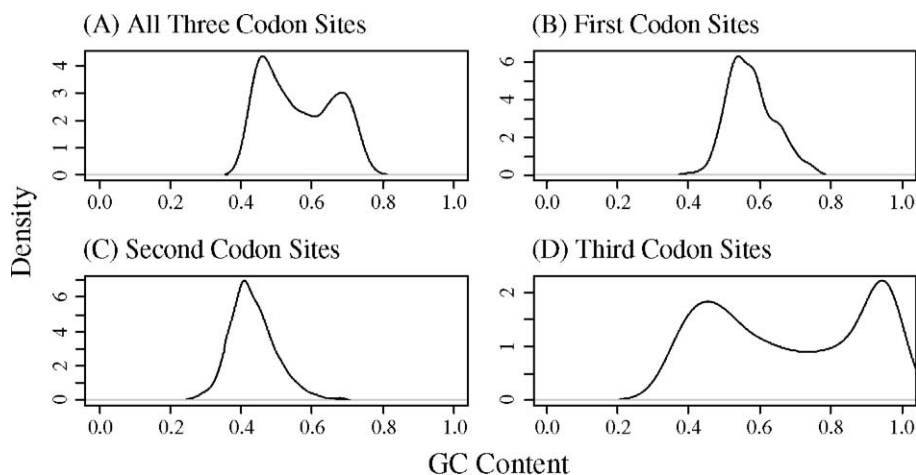 (A) All Three Codon Sites
(B) First Codon Sites
0 1 2 3 4
0 2 4 6
0.0 0.2 0.4 0.6 0.8 1.0
0.0 0.2 0.4 0.6 0.8 1.0
Density
(C) Second Codon Sites
(D) Third Codon Sites
0 2 4 6
0 1 2
0.0 0.2 0.4 0.6 0.8 1.0
0.0 0.2 0.4 0.6 0.8 1.0
GC Content